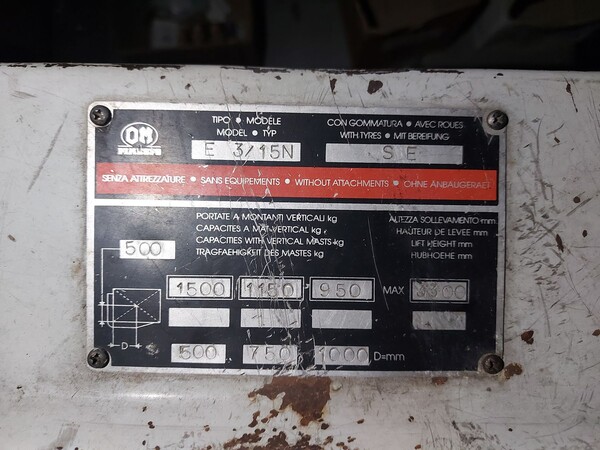 OM
PIMESPO
TIPO • MODÈLE
MODEL • TYP
E 3/15N
CON GOMMATURA • AVEC ROUES
WITH TYRES • MIT BEREIFUNG
SE
SENZA ATTREZZATURE • SANS EQUIPEMENTS • WITHOUT ATTACHMENTS • OHNE ANBAUGERAET
PORTATE A MONTANTI VERTICALI kg
CAPACITES A MAT-VERTICAL kg
CAPACITIES WITH VERTICAL MASTS kg
TRAGFAEHIGKEIT DES MASTES kg
ALTEZZA SOLLEVAMENTO mm
HAUTEUR DE LEVEE mm
LIFT HEIGHT mm
HUBHOEHE mm
500
1500 1150 950 MAX 3300
D
500 750 1000 D=mm